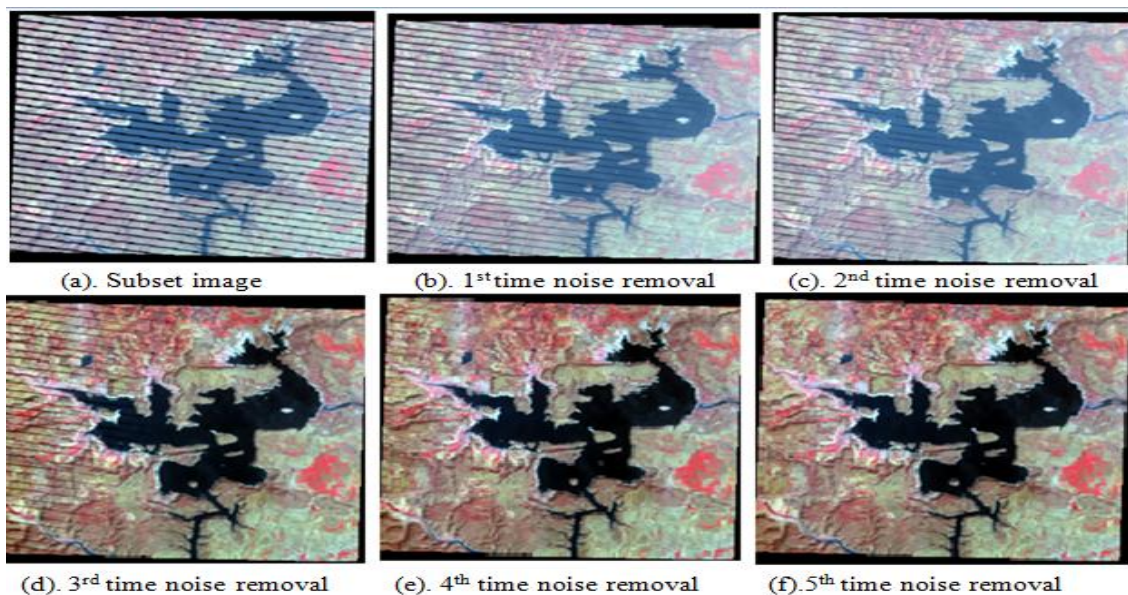 (a). Subset image
(b). 1st time noise removal
(c). 2nd time noise removal
(d). 3rd time noise removal
(e). 4th time noise removal
(f).5th time noise removal